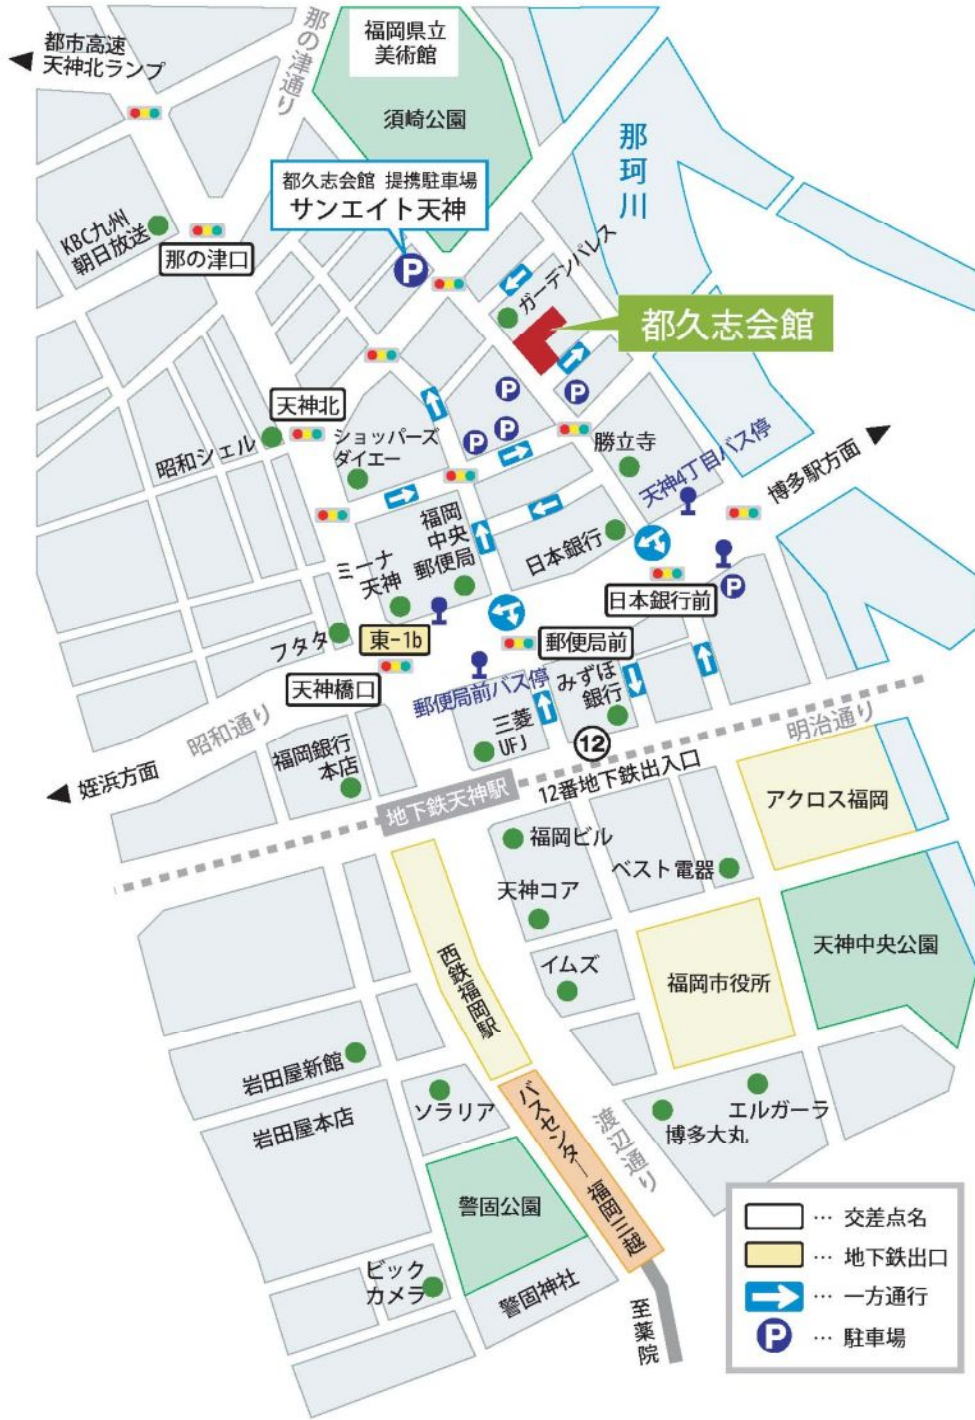 都市高速
天神北ランプ
那の津通り
福岡県立
美術館
須崎公園
那珂川
都久志会館 提携駐車場
サンエイト天神
KBC九州
朝日放送
那の津口
P
ガーデンパレス
都久志会館
天神北
昭和シェル
ショッパーズ
ダイエー
P
P
P
P
勝立寺
天神4丁目バス停
博多駅方面
福岡
中央
郵便局
ミーナ
天神
日本銀行
日本銀行前
P
フタタ
東-1b
郵便局前
天神橋口
郵便局前バス停
みずほ
銀行
昭和通り
三菱
UFJ
12
明治通り
福岡銀行
本店
姪浜方面
地下鉄天神駅
12番地下鉄出入口
アクロス福岡
福岡ビル
ベスト電器
天神コア
天神中央公園
西鉄福岡駅
イムズ
福岡市役所
岩田屋新館
ソラリア
岩田屋本店
バスセンター 福岡三越
渡辺通り
エルガーラ
博多大丸
警固公園
ビック
カメラ
警固神社
至薬院
… 交差点名
… 地下鉄出口
… 一方通行
P … 駐車場